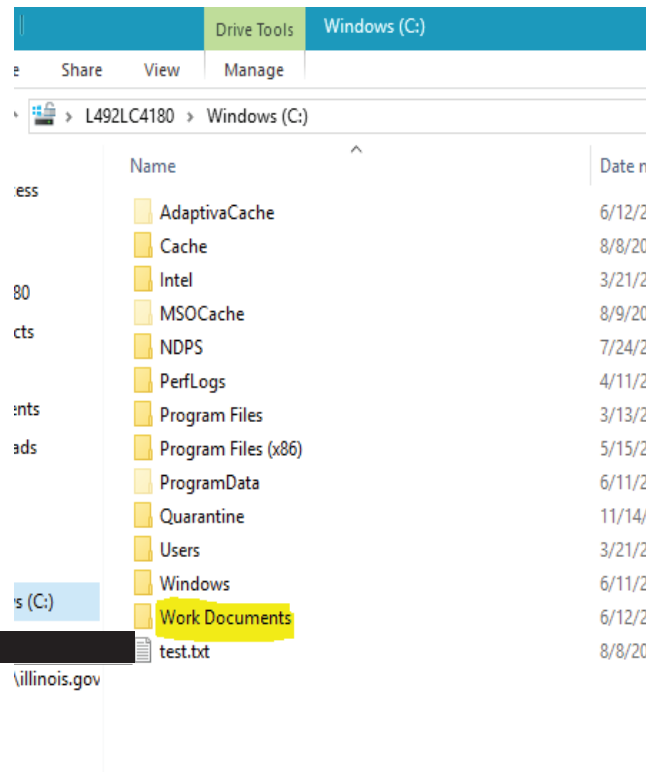 Drive Tools Windows (C:)
e Share View Manage
L492LC4180 > Windows (C:)
Name Date n
ess
AdaptivaCache 6/12/2
Cache 8/8/20
Intel 3/21/2
80
MSOCache 8/9/20
cts
NDPS 7/24/2
PerfLogs 4/11/2
ents
Program Files 3/13/2
ads
Program Files (x86) 5/15/2
ProgramData 6/11/2
Quarantine 11/14/
Users 3/21/2
Windows 6/11/2
s (C:)
Work Documents 6/12/2
test.txt 8/8/20
\illinois.gov